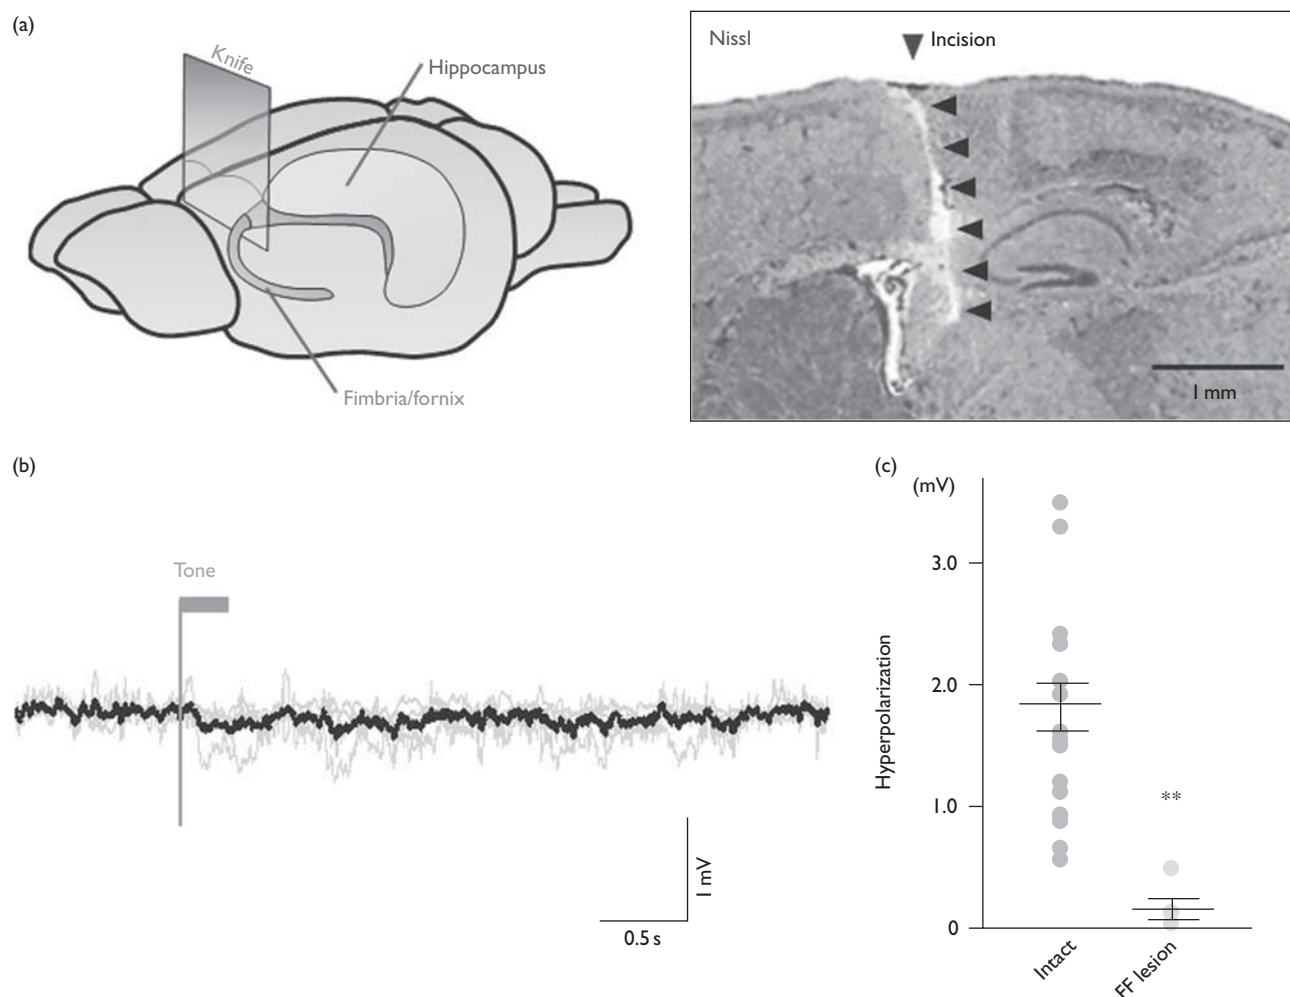 (a)
Knife
Hippocampus
Fimbria/fornix
Nissl
Incision
1 mm
(b)
Tone
1 mV
0.5 s
(c)
(mV)
3.0
2.0
1.0
0
Hyperpolarization
**
Intact
FF lesion